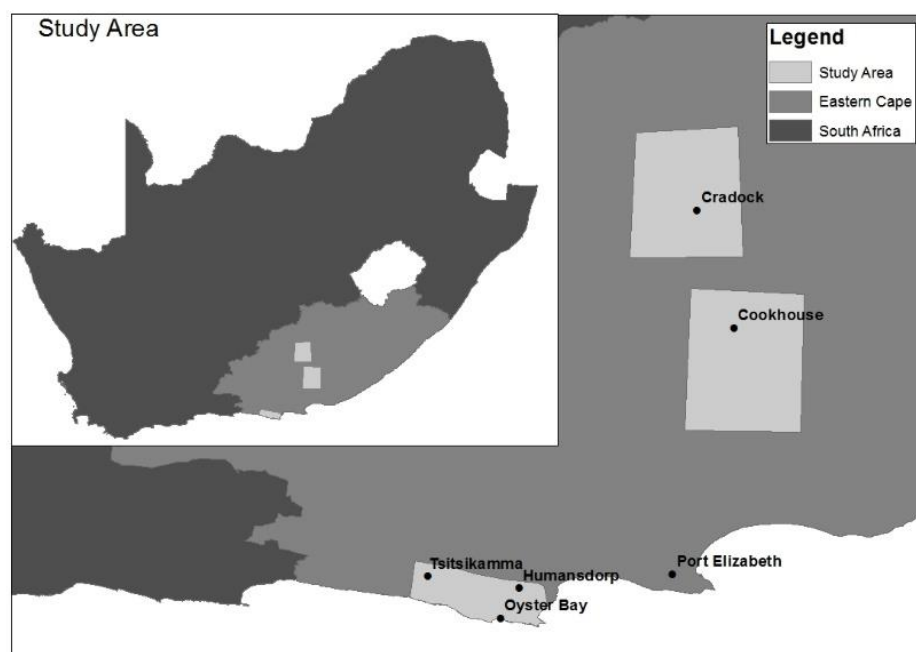 Study Area
Legend
Study Area
Eastern Cape
South Africa
Cradock
Cookhouse
Tsitsikamma
Humansdorp
Port Elizabeth
Oyster Bay